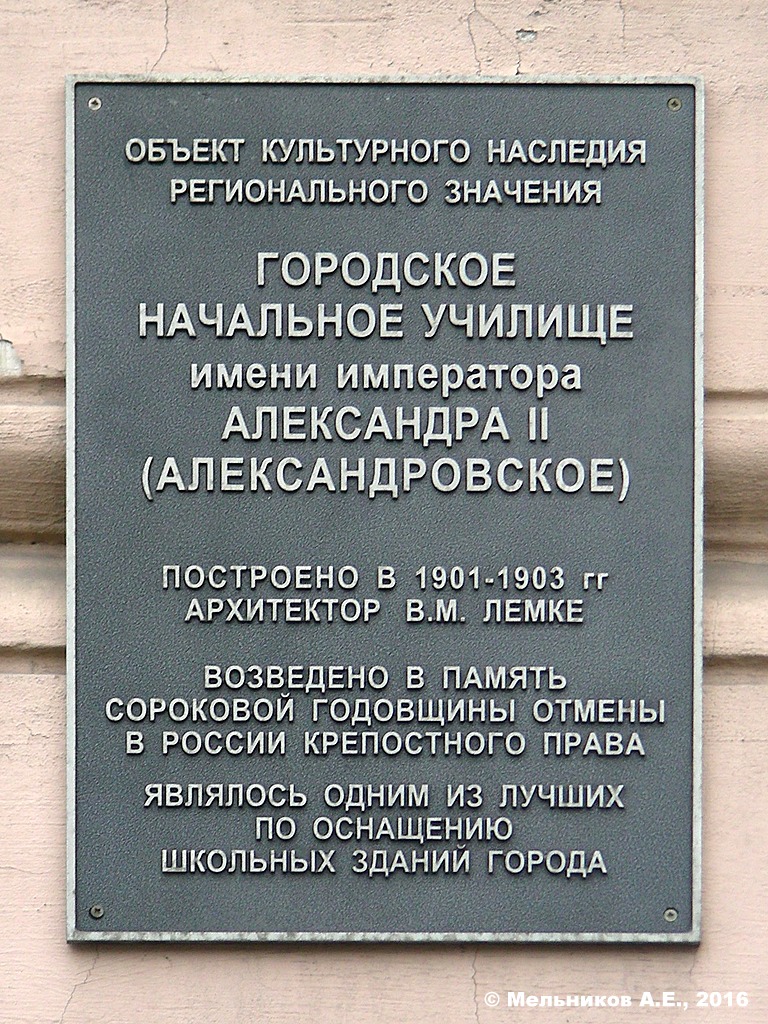 ОБЪЕКТ КУЛЬТУРНОГО НАСЛЕДИЯ
РЕГИОНАЛЬНОГО ЗНАЧЕНИЯ
ГОРОДСКОЕ
НАЧАЛЬНОЕ УЧИЛИЩЕ
имени императора
АЛЕКСАНДРА II
(АЛЕКСАНДРОВСКОЕ)
ПОСТРОЕНО В 1901-1903 гг
АРХИТЕКТОР В.М. ЛЕМКЕ
ВОЗВЕДЕНО В ПАМЯТЬ
СОРОКОВОЙ ГОДОВЩИНЫ ОТМЕНЫ
В РОССИИ КРЕПОСТНОГО ПРАВА
ЯВЛЯЛОСЬ ОДНИМ ИЗ ЛУЧШИХ
ПО ОСНАЩЕНИЮ
ШКОЛЬНЫХ ЗДАНИЙ ГОРОДА
© Мельников А.Е., 2016